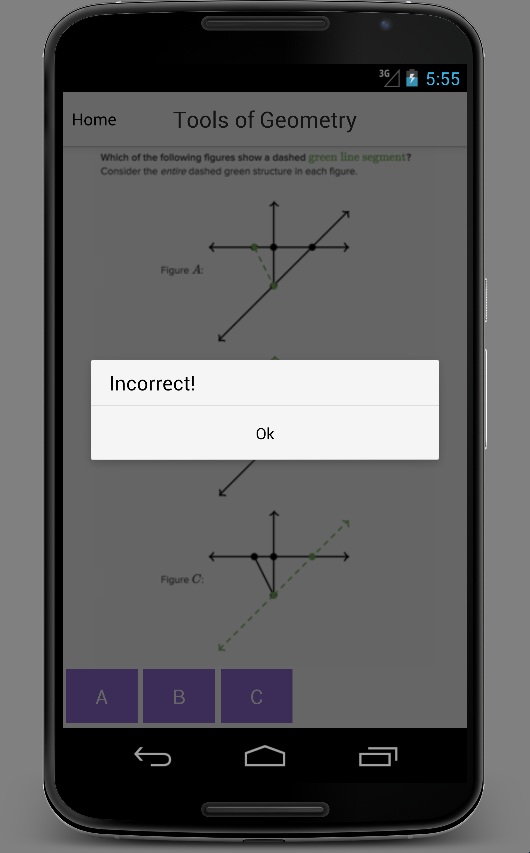 3G 5:55
Home Tools of Geometry
Which of the following figures show a dashed green line segment?
Consider the entire dashed green structure in each figure.
Figure A:
Incorrect!
Ok
Figure C:
A B C